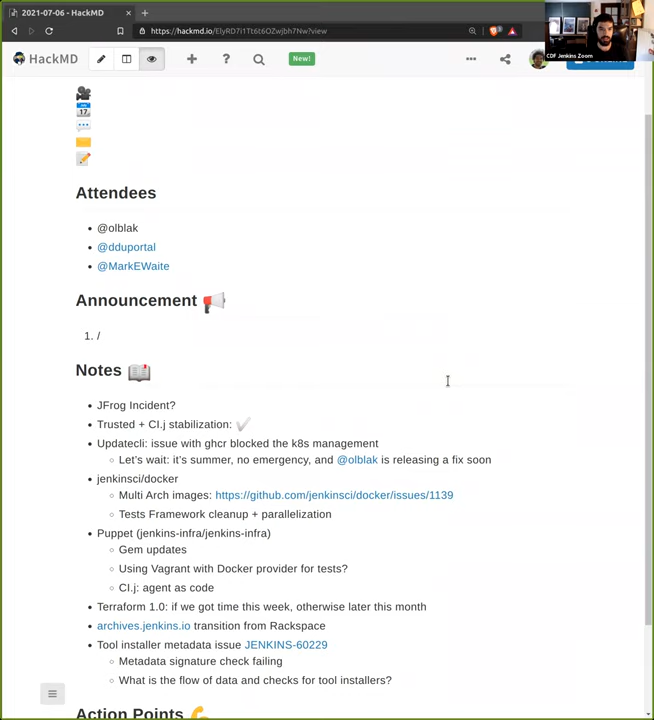 2021-07-06 - HackMD
https://hackmd.io/ElyRD7i1Tt6t6OZwjbh7Nw?view
HackMD
New!
CDF Jenkins Zoom
Attendees
@olblak
@dduportal
@MarkEWaite
Announcement
1. /
Notes
JFrog Incident?
Trusted + CI.j stabilization:
Updatecli: issue with ghcr blocked the k8s management
Let's wait: it's summer, no emergency, and @olblak is releasing a fix soon
jenkinsci/docker
Multi Arch images: https://github.com/jenkinsci/docker/issues/1139
Tests Framework cleanup + parallelization
Puppet (jenkins-infra/jenkins-infra)
Gem updates
Using Vagrant with Docker provider for tests?
CI.j: agent as code
Terraform 1.0: if we got time this week, otherwise later this month
archives.jenkins.io transition from Rackspace
Tool installer metadata issue JENKINS-60229
Metadata signature check failing
What is the flow of data and checks for tool installers?
Action Points